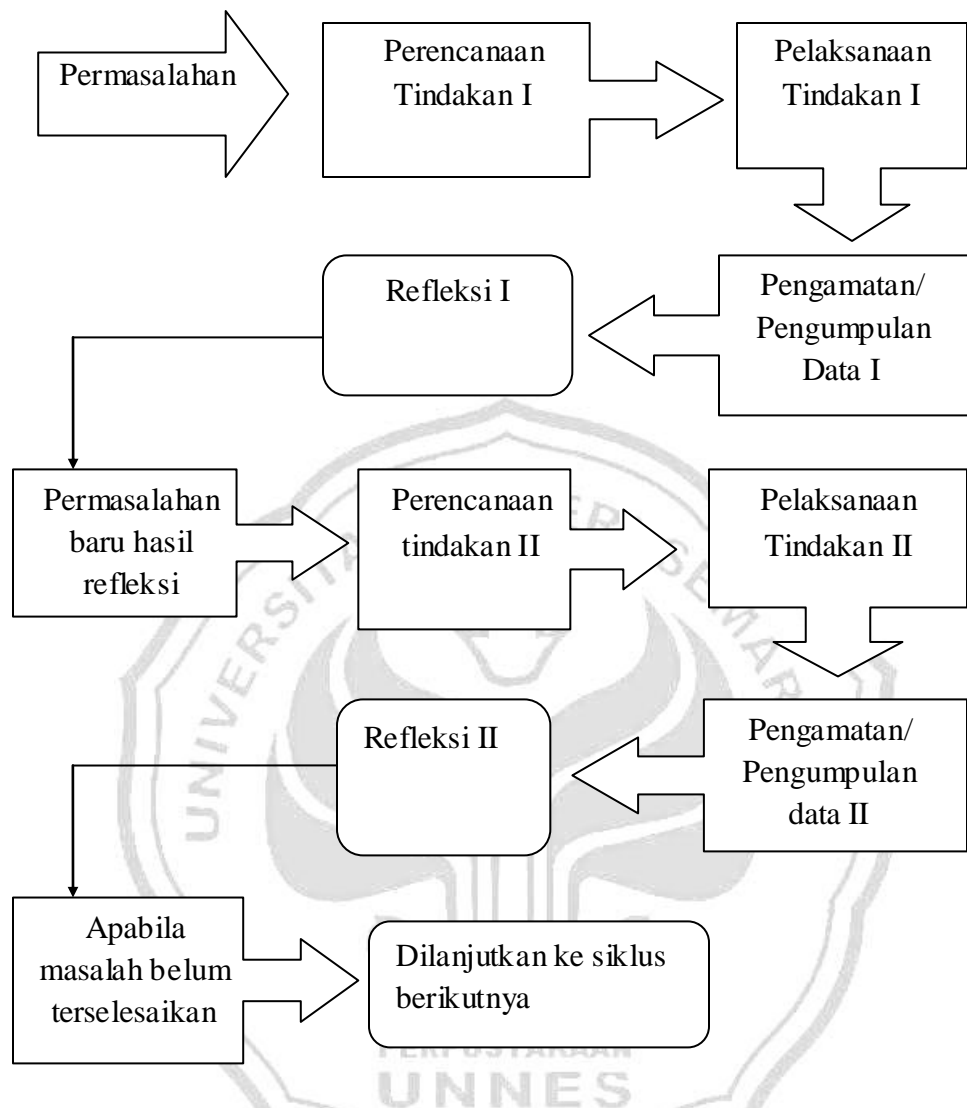 Permasalahan
Perencanaan
Tindakan I
Pelaksanaan
Tindakan I
Refleksi I
Pengamatan/
Pengumpulan
Data I
Permasalahan
baru hasil
refleksi
Perencanaan
tindakan II
Pelaksanaan
Tindakan II
Refleksi II
Pengamatan/
Pengumpulan
data II
Apabila
masalah belum
terselesaikan
Dilanjutkan ke siklus
berikutnya
PERPUSTAKAAN
UNNES